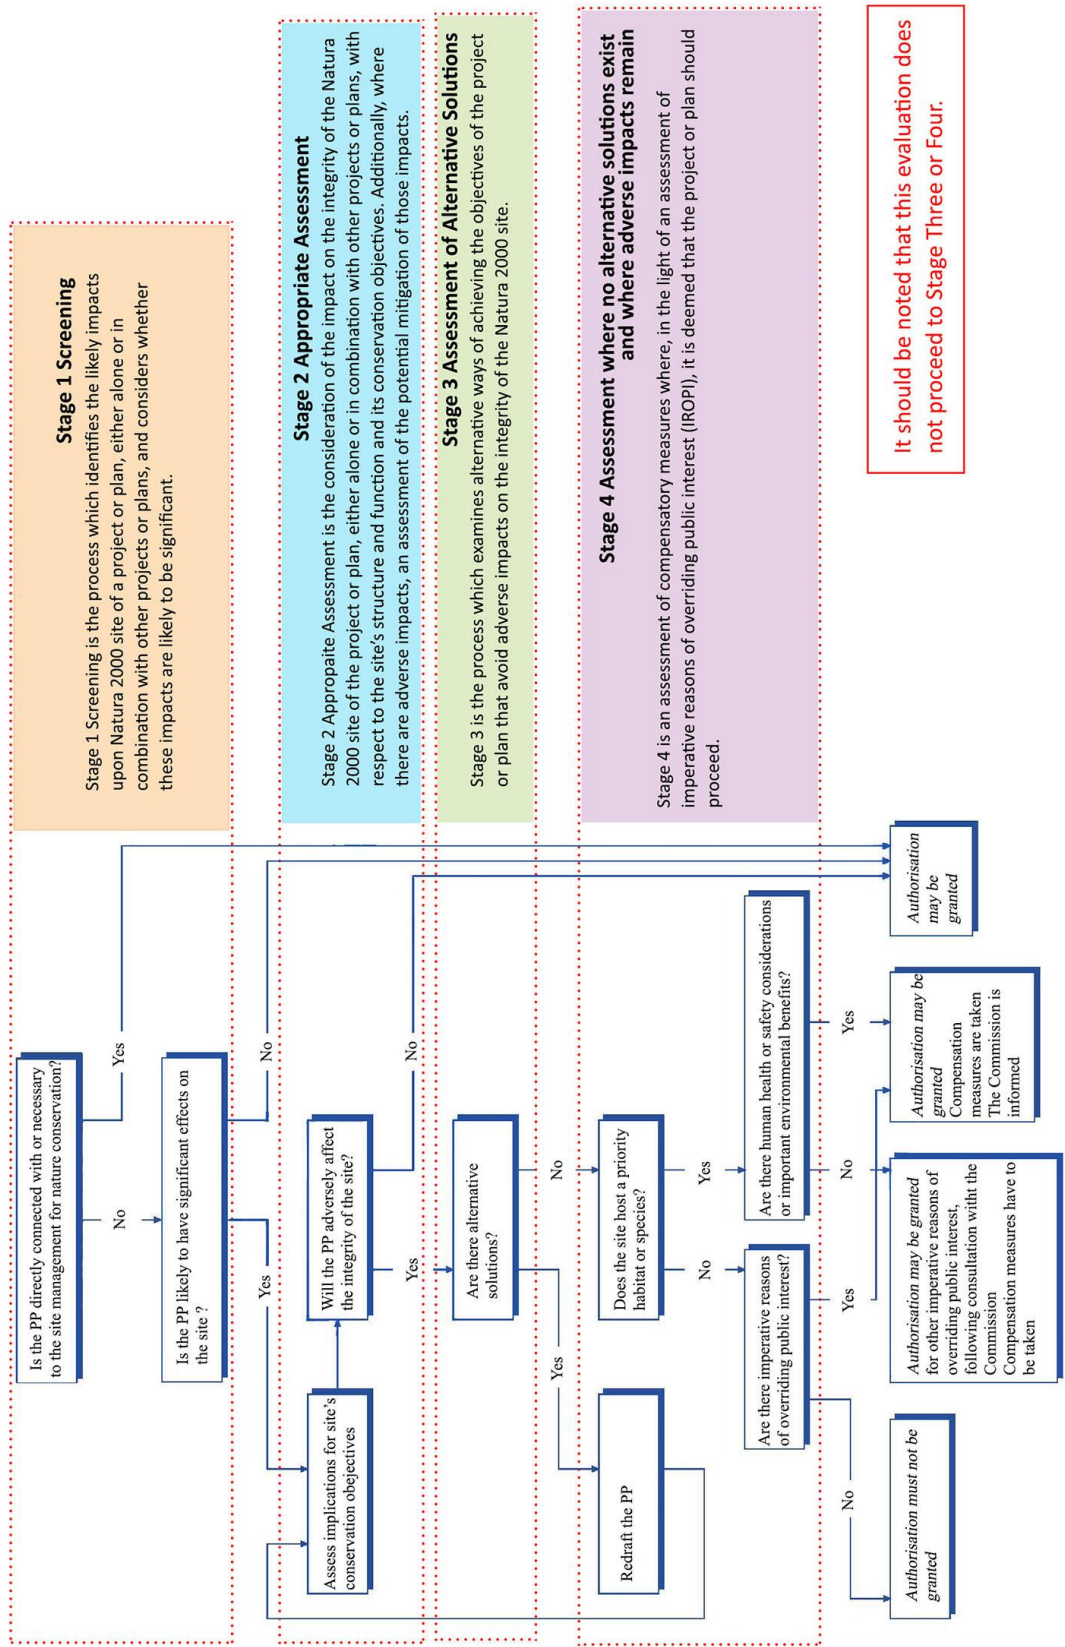 Is the PP directly connected with or necessary
to the site management for nature conservation?
No
Yes
Is the PP likely to have significant effects on
the site ?
Yes
No
Stage 1 Screening
Stage 1 Screening is the process which identifies the likely impacts
upon Natura 2000 site of a project or plan, either alone or in
combination with other projects or plans, and considers whether
these impacts are likely to be significant.
Assess implications for site's
conservation obejectives
Will the PP adversely affect
the integrity of the site?
Yes
No
Stage 2 Appropriate Assessment
Stage 2 Appropaite Assessment is the consideration of the impact on the integrity of the Natura
2000 site of the project or plan, either alone or in combination with other projects or plans, with
respect to the site's structure and function and its conservation objectives. Additionally, where
there are adverse impacts, an assessment of the potential mitigation of those impacts.
Are there alternative
solutions?
Yes
No
Stage 3 Assessment of Alternative Solutions
Stage 3 is the process which examines alternative ways of achieving the objectives of the project
or plan that avoid adverse impacts on the integrity of the Natura 2000 site.
Redraft the PP
Does the site host a priority
habitat or species?
No
Yes
Are there imperative reasons
of overriding public interest?
Are there human health or safety considerations
or important environmental benefits?
No
Yes
No
Yes
Stage 4 Assessment where no alternative solutions exist
and where adverse impacts remain
Stage 4 is an assessment of compensatory measures where, in the light of an assessment of
imperative reasons of overriding public interest (IROPI), it is deemed that the project or plan should
proceed.
Authorisation must not be
granted
Authorisation may be granted
for other imperative reasons of
overriding public interest,
following consultation witht the
Commission
Compensation measures have to
be taken
Authorisation may be
granted
Compensation
measures are taken
The Commission is
informed
Authorisation
may be
granted
It should be noted that this evaluation does
not proceed to Stage Three or Four.